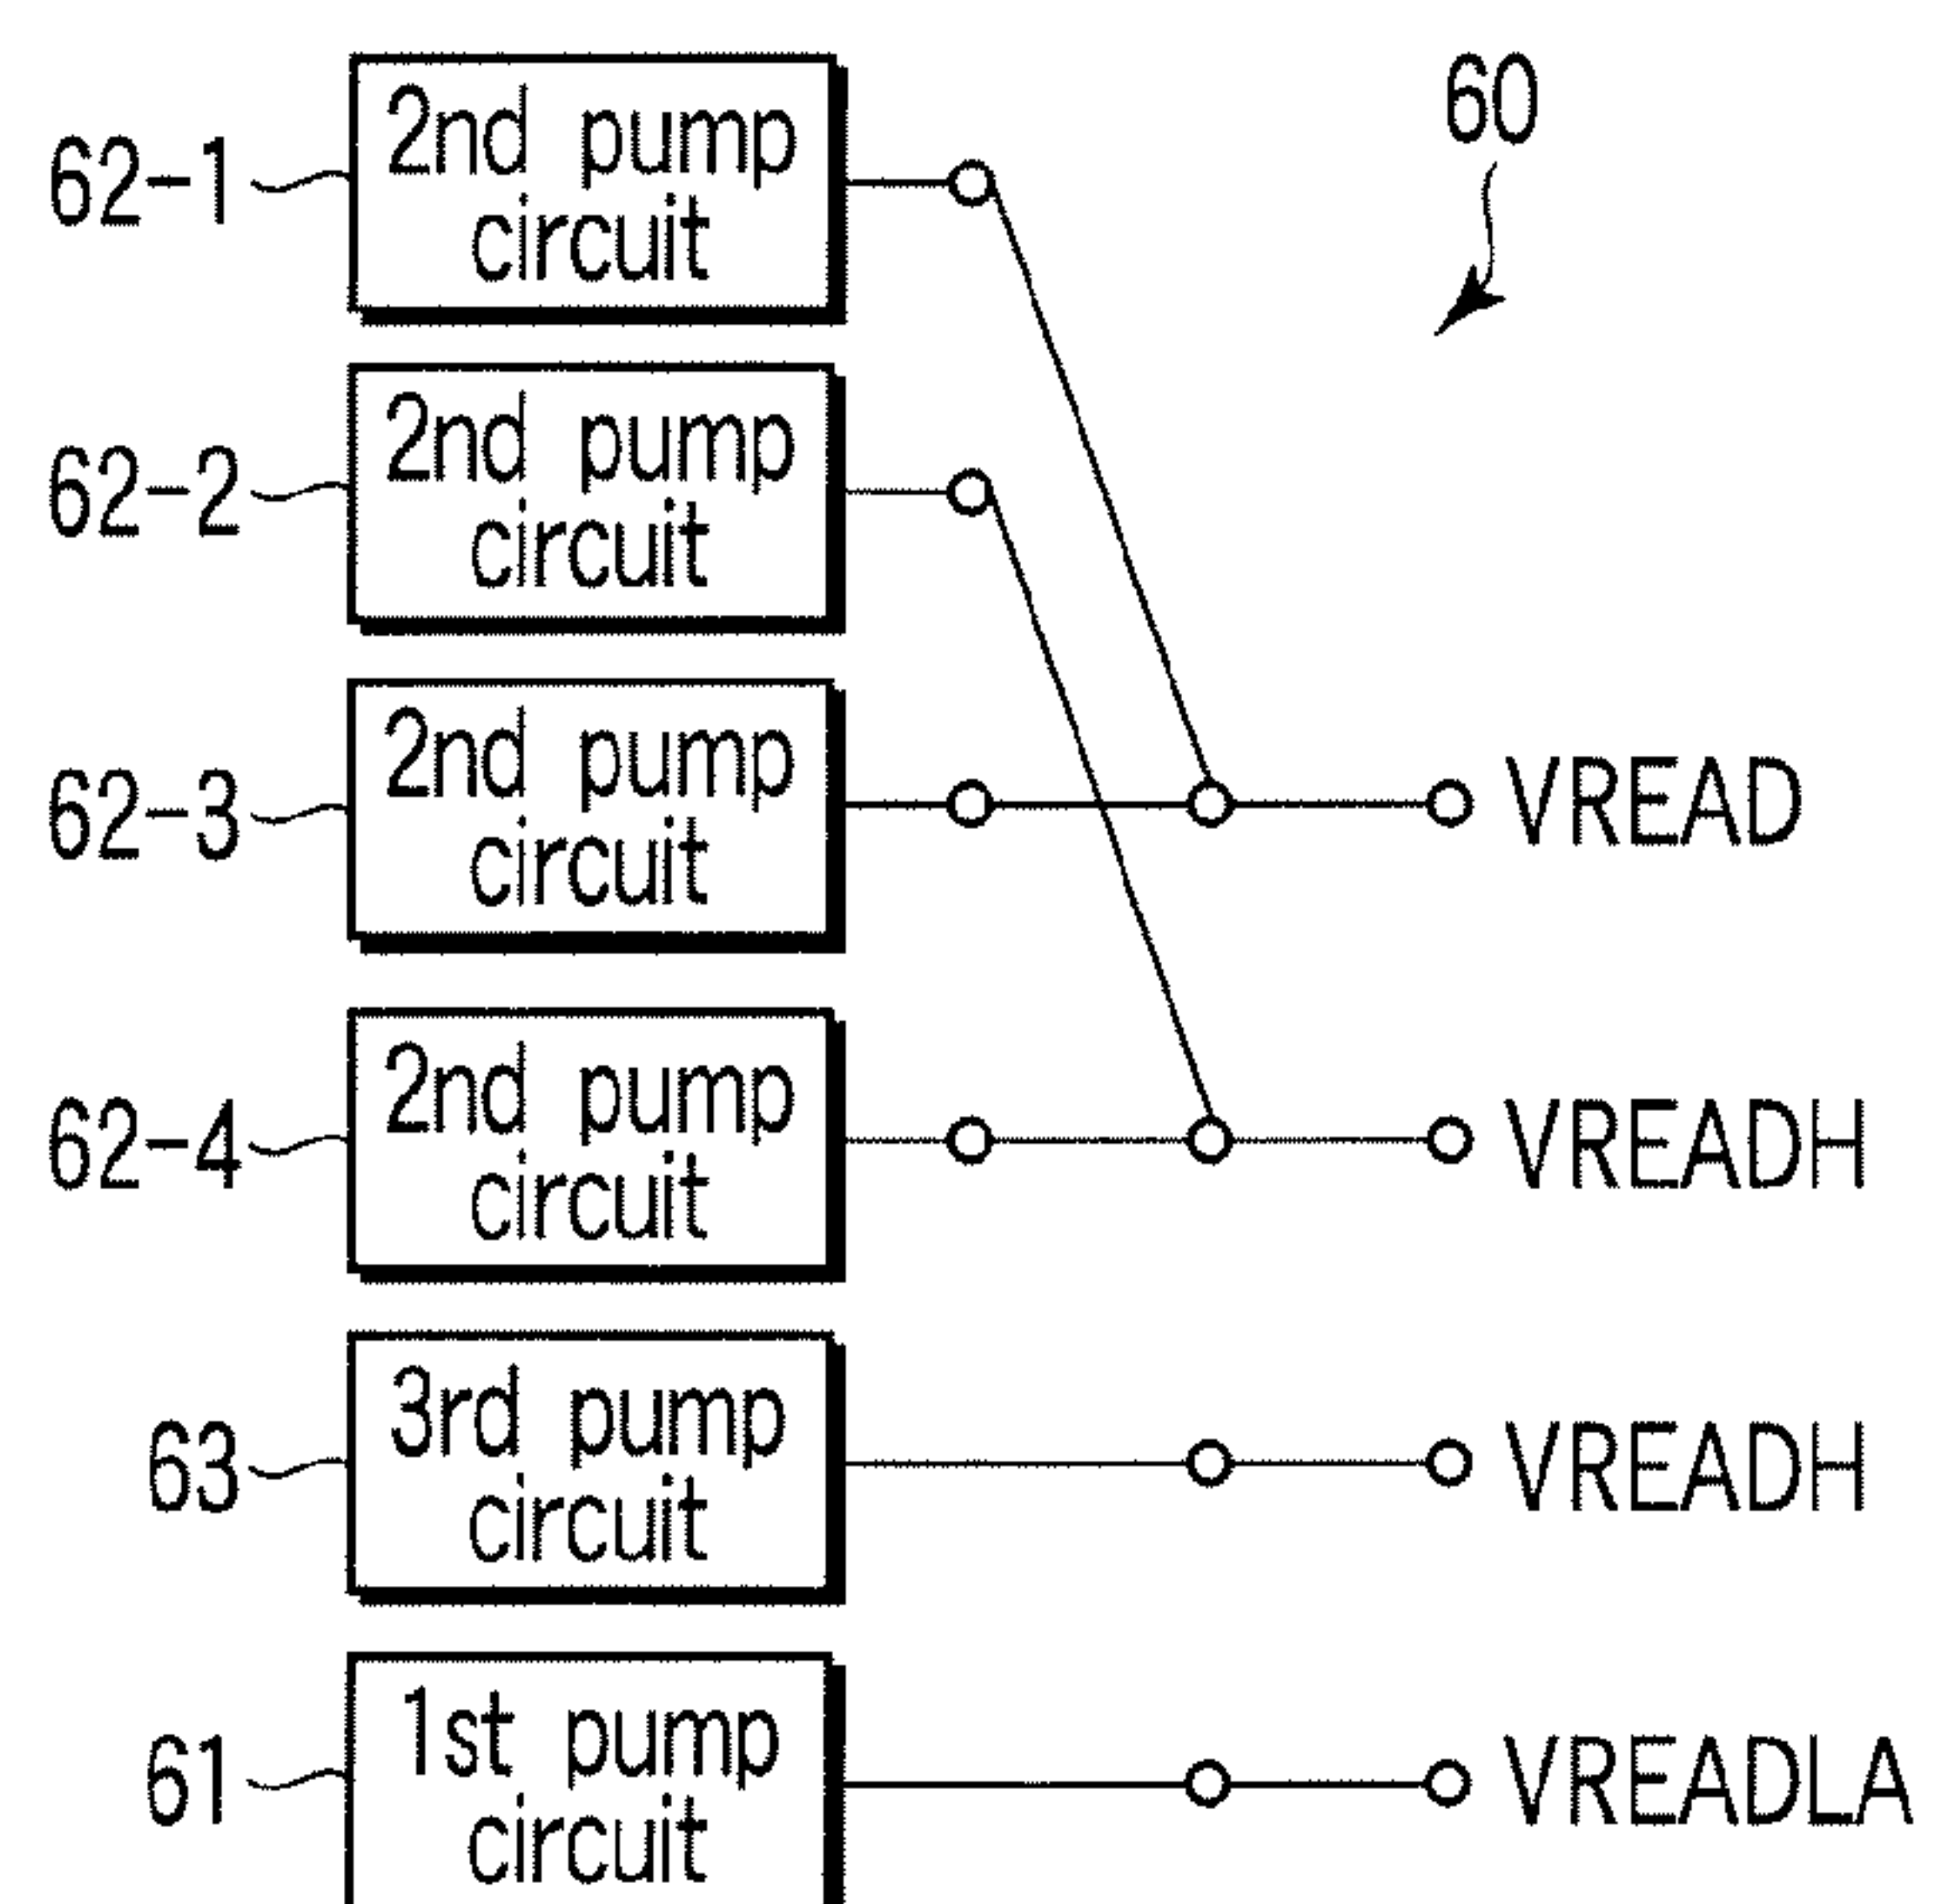 60
62-1
2nd pump
circuit
62-2
2nd pump
circuit
62-3
2nd pump
circuit
VREAD
62-4
2nd pump
circuit
VREADH
63
3rd pump
circuit
VREADH
61
1st pump
circuit
VREADLA